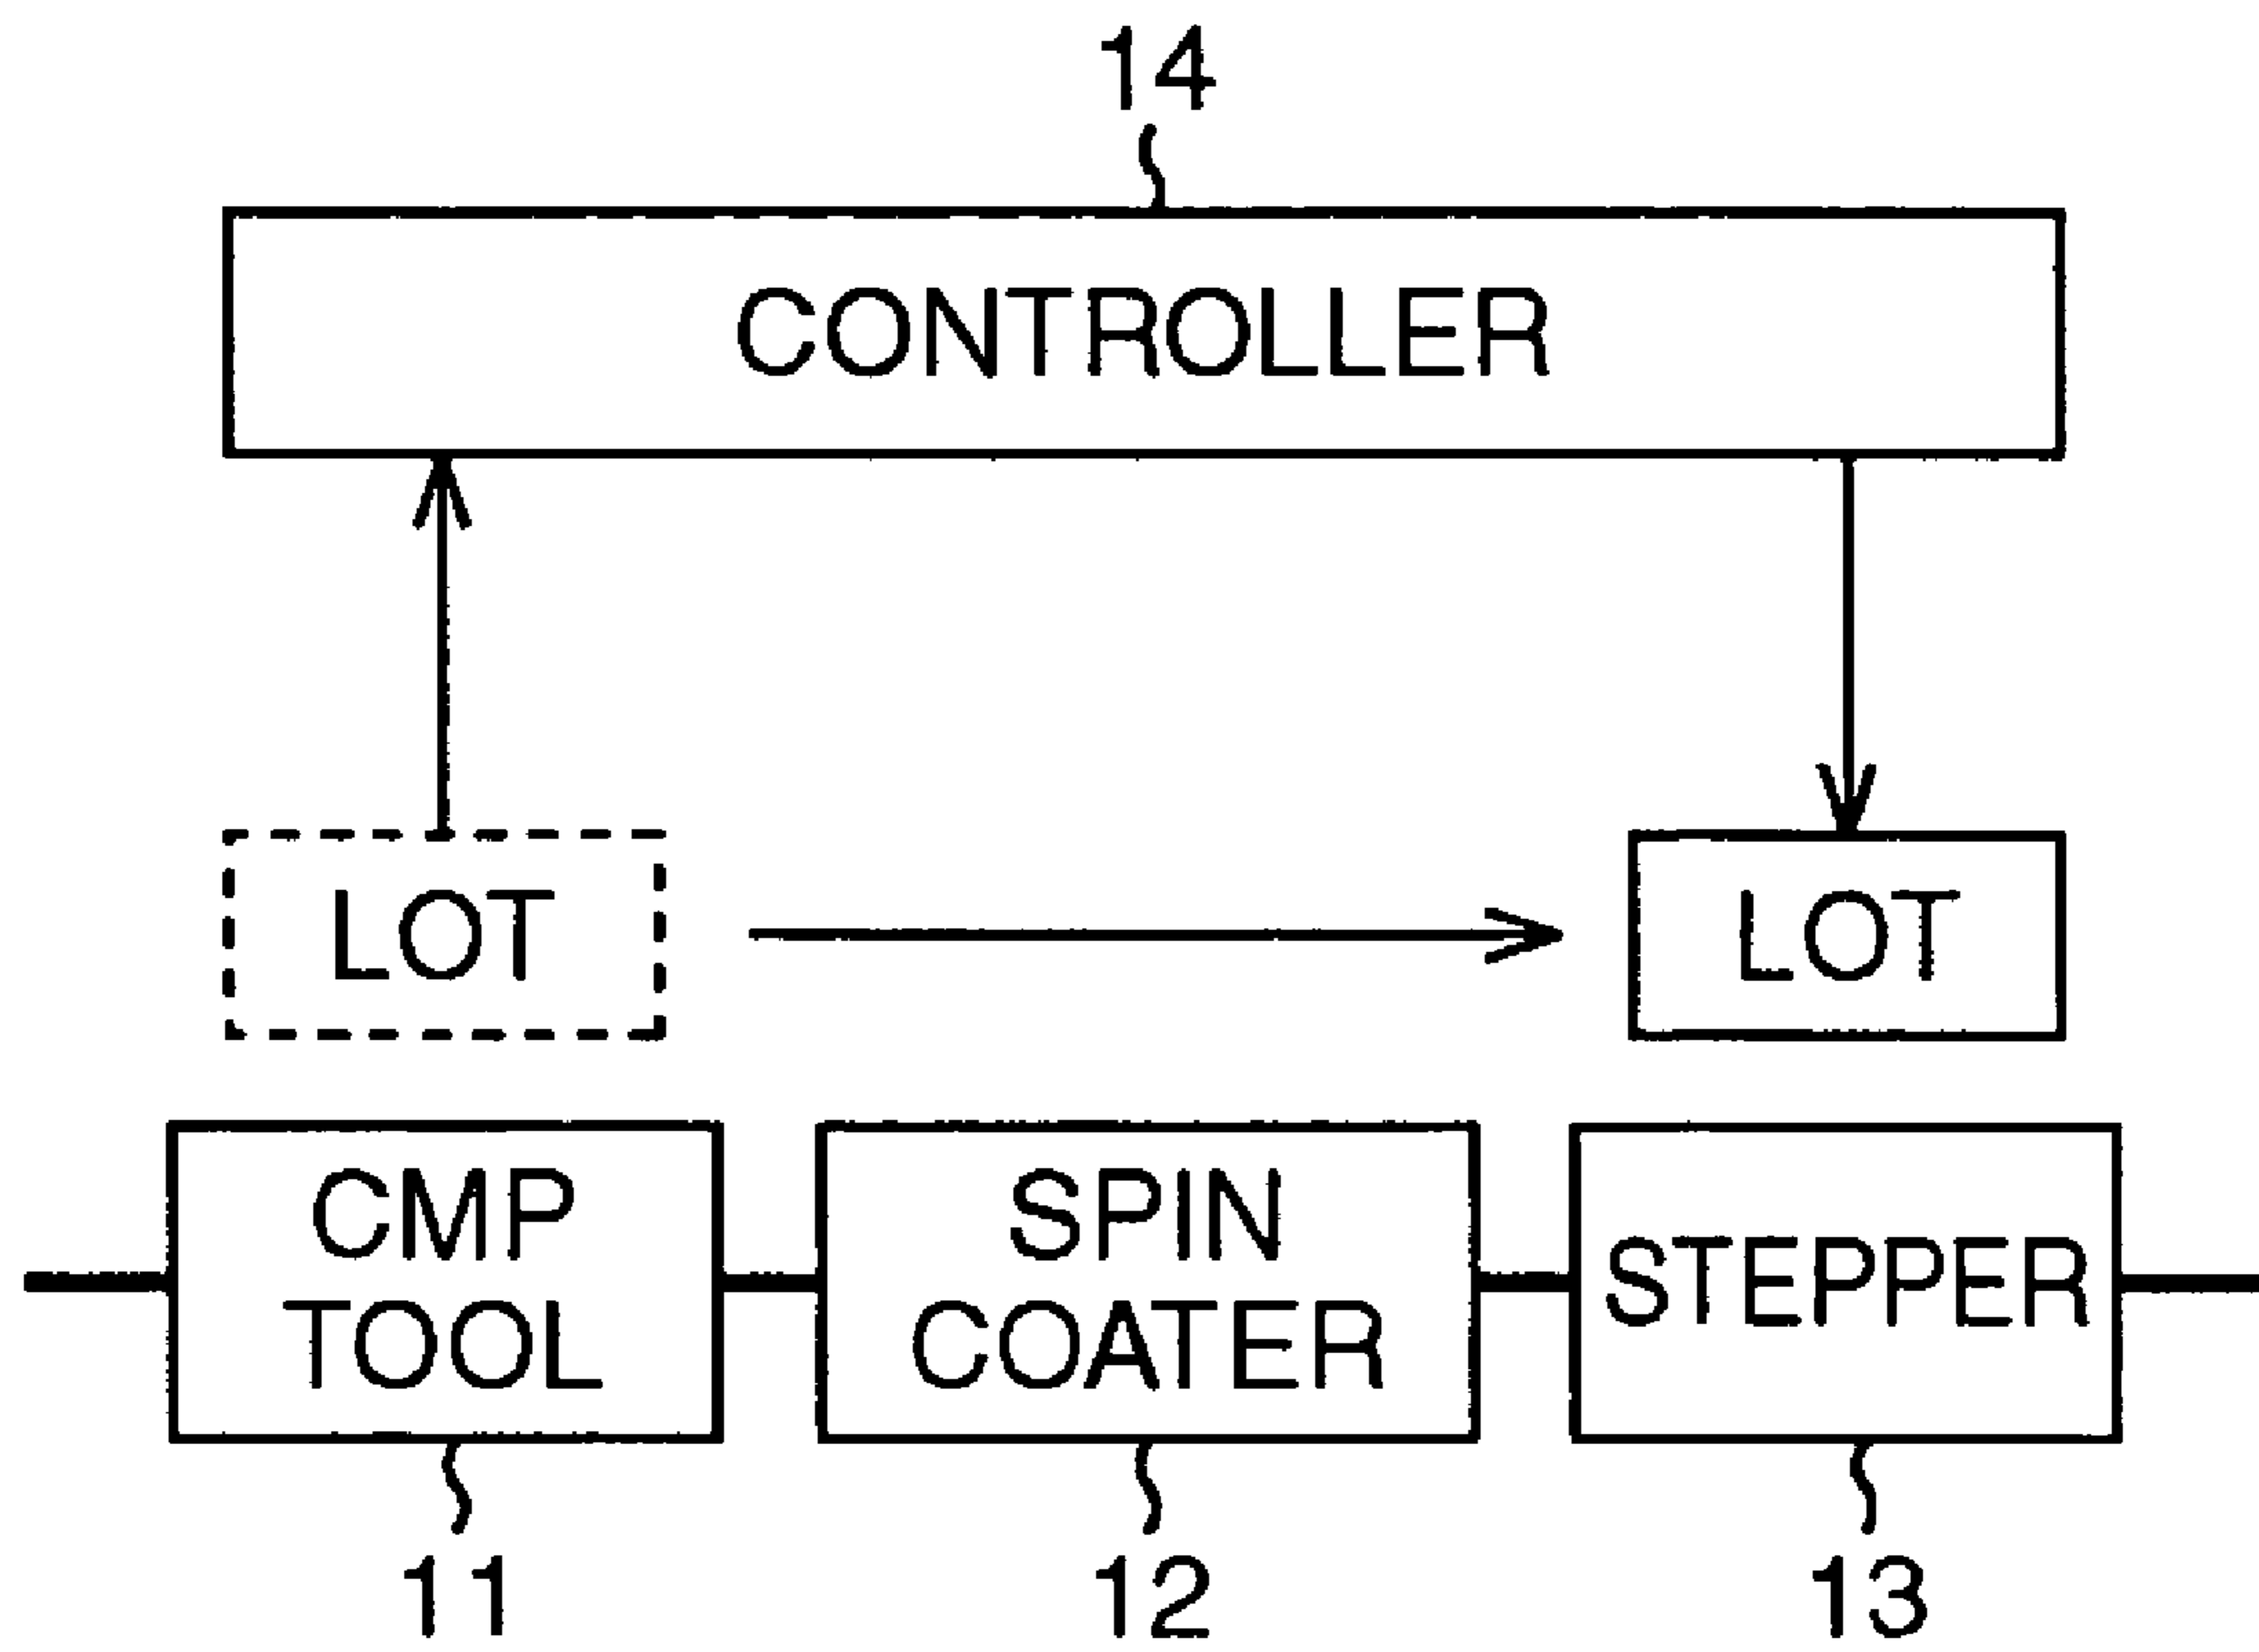 14
CONTROLLER
LOT
LOT
CMP
TOOL
SPIN
COATER
STEPPER
11
12
13